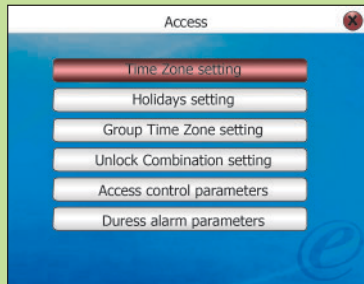 Access
Time Zone setting
Holidays setting
Group Time Zone setting
Unlock Combination setting
Access control parameters
Duress alarm parameters